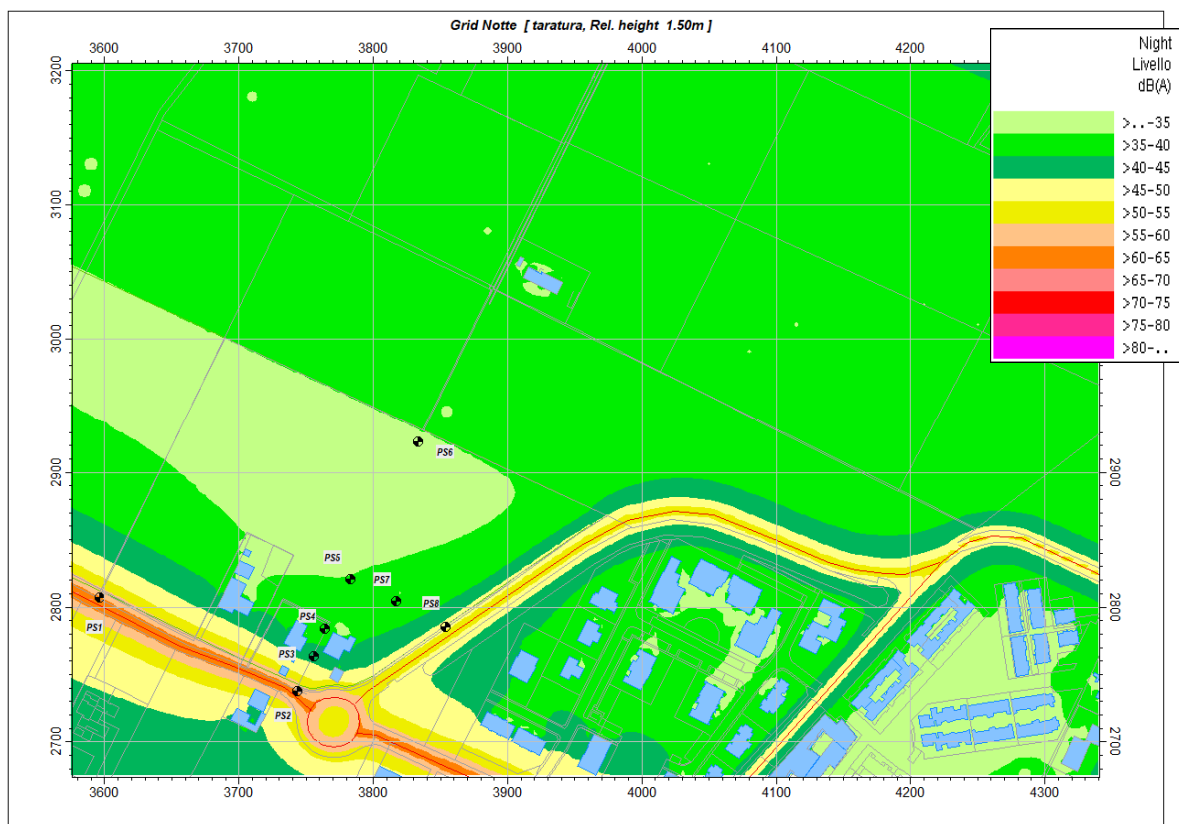 Grid Notte [ taratura, Rel. height 1.50m ]
3600 3700 3800 3900 4000 4100 4200
Night
Livello
dB(A)
>..-35
>35-40
>40-45
>45-50
>50-55
>55-60
>60-65
>65-70
>70-75
>75-80
>80-..
3200
3100
3000
2900 2900
2800 2800
2700 2700
PS6
PS5
PS7
PS8
PS4
PS1
PS3
PS2
3600 3700 3800 3900 4000 4100 4200 4300